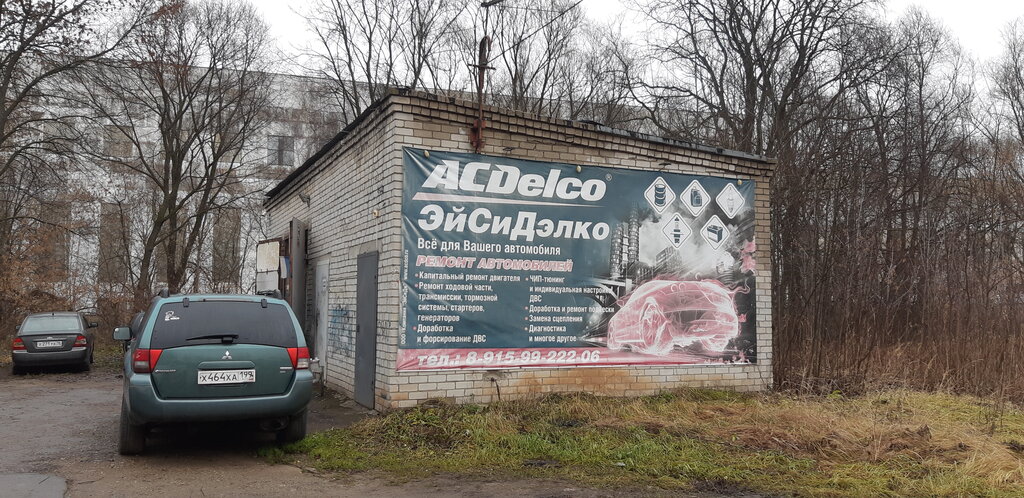 ACDelco®
ЭйСиДэлко
Всё для Вашего автомобиля
РЕМОНТ АВТОМОБИЛЕЙ
• Капитальный ремонт двигателя
• Ремонт ходовой части,
трансмиссии, тормозной
системы, стартеров,
генераторов
• Доработка
и форсирование ДВС
• ЧИП-тюнинг
и индивидуальная настройка
ДВС
• Доработка и ремонт подвески
• Замена сцепления
• Диагностика
и многое другое
тел.: 8-915-99-222-06
Х464ХА 199